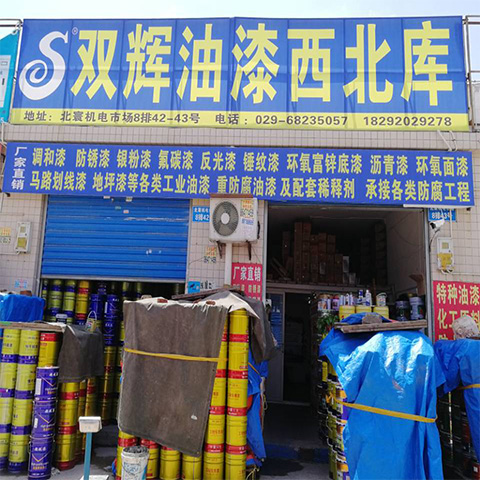 双辉油漆西北库
地址：北寰机电市场8排42-43号 电话：029-68235057 18292029278
厂家直销
调和漆 防锈漆 银粉漆 氟碳漆 反光漆 锤纹漆 环氧富锌底漆 沥青漆 环氧面漆
马路划线漆 地坪漆等各类工业油漆 重防腐油漆及配套稀释剂 承接各类防腐工程
厂家直销
特种油漆
化工原料